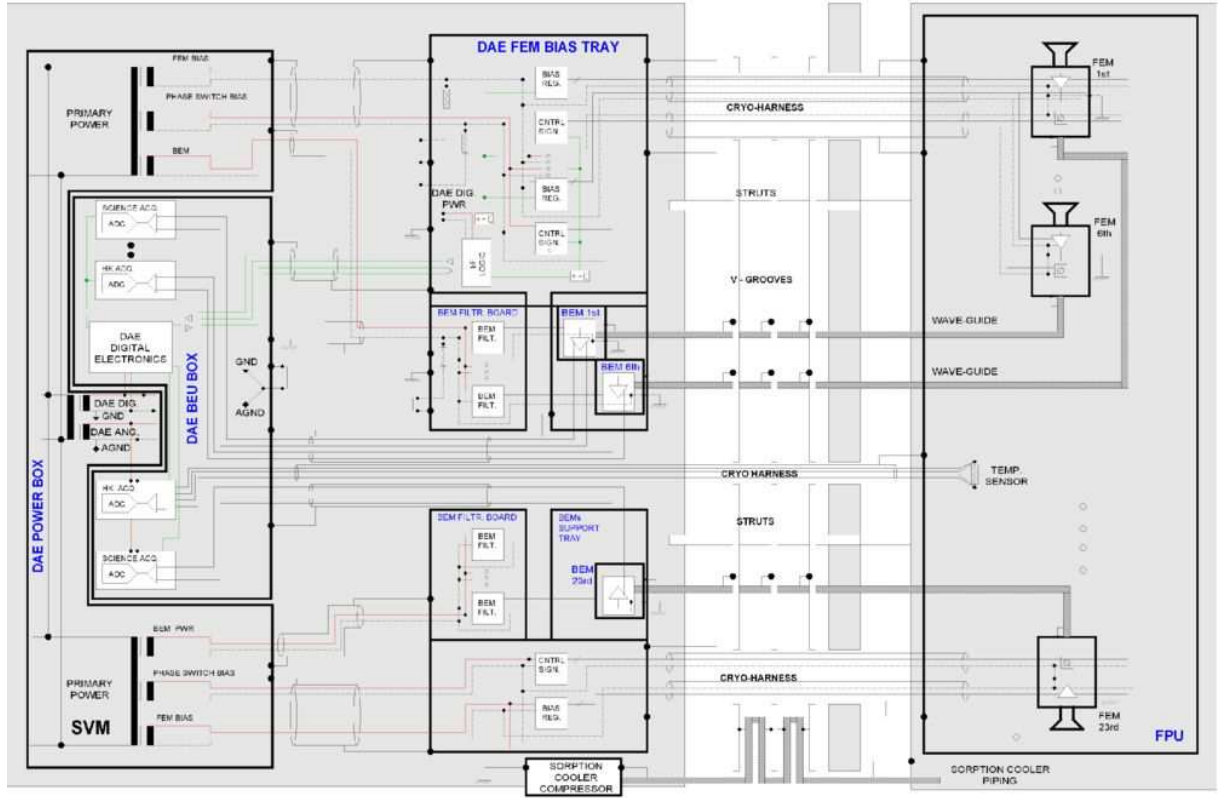 DAE FEM BIAS TRAY
FEM BIAS
PHASE SWITCH BIAS
PRIMARY
POWER
BEM
BIAS
REG.
CNTRL
SIGN.
BIAS
REG.
CNTRL
SIGN.
DAE DIG.
PWR
I/F
LOGIC
CRYO-HARNESS
STRUTS
V - GROOVES
FEM
1st
FEM
6th
WAVE-GUIDE
WAVE-GUIDE
SCIENCE ACQ.
ADC
HK ACQ.
ADC
DAE
DIGITAL
ELECTRONICS
DAE BEU BOX
GND
AGND
DAE DIG.
GND
DAE ANG.
AGND
DAE POWER BOX
HK ACQ.
ADC
SCIENCE ACQ.
ADC
BEM FILTR. BOARD
BEM
FILT.
BEM
FILT.
BEM 1st
BEM 6th
CRYO HARNESS
TEMP.
SENSOR
STRUTS
BEM FILTR. BOARD
BEM
FILT.
BEM
FILT.
BEM's
SUPPORT
TRAY
BEM
23rd
BEM PWR
PHASE SWITCH BIAS
PRIMARY
POWER
SVM
FEM BIAS
CNTRL
SIGN.
BIAS
REG.
CRYO-HARNESS
FEM
23rd
FPU
SORPTION
COOLER
COMPRESSOR
SORPTION COOLER
PIPING